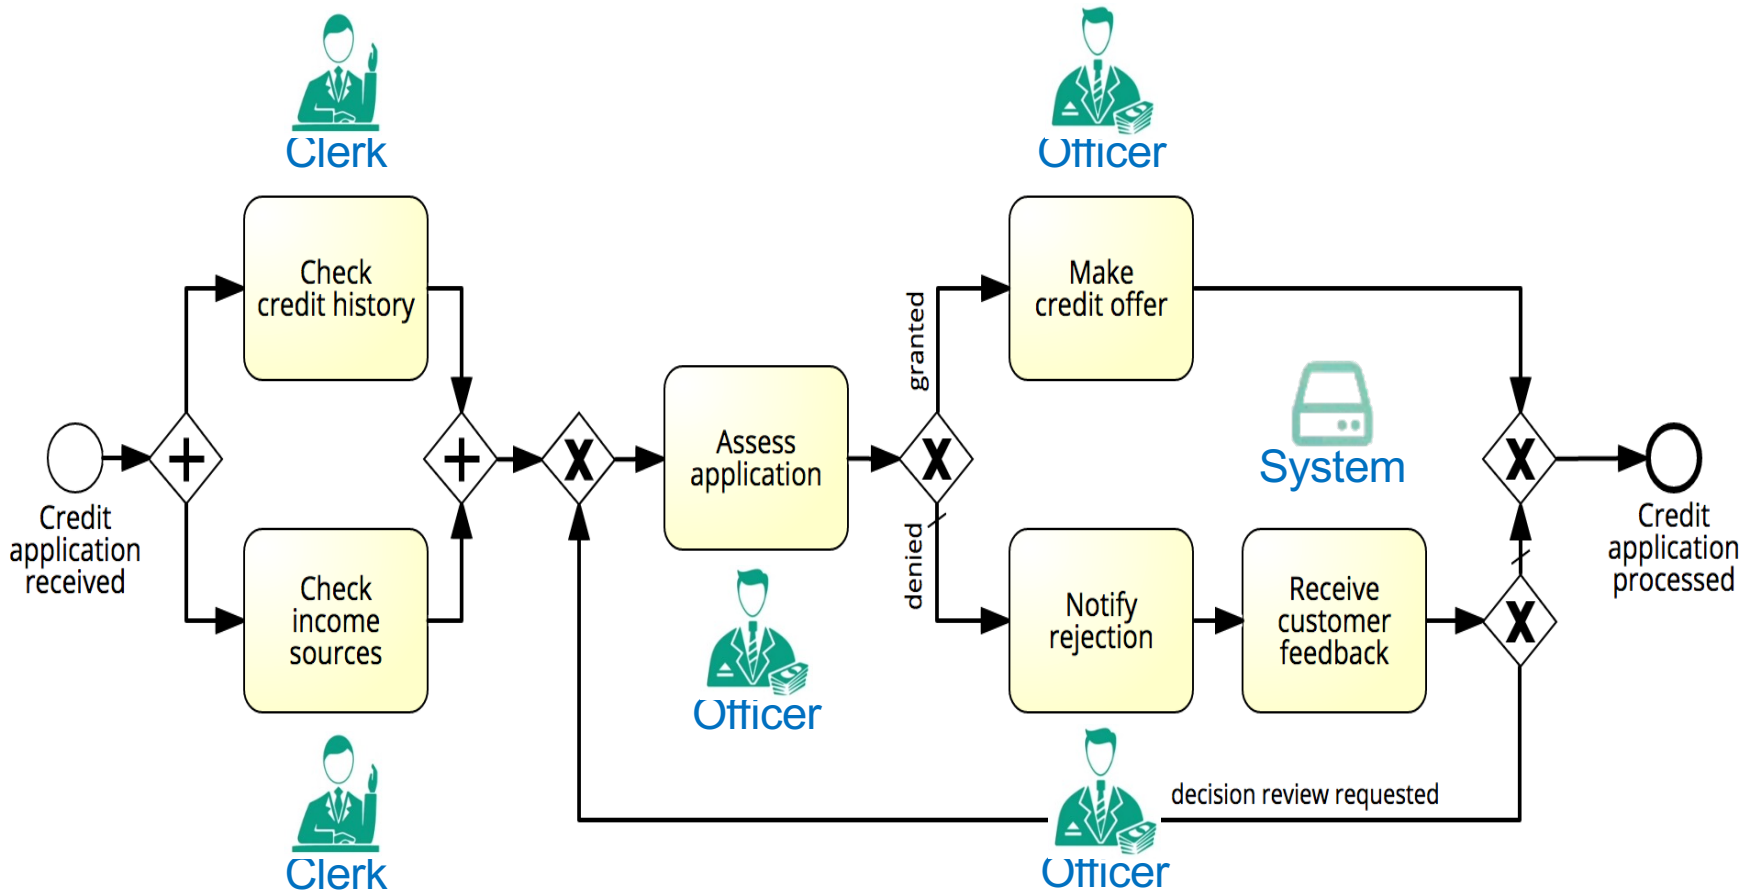 Clerk
Officer
Check
credit history
Make
credit offer
granted
Assess
application
System
Credit
application
received
Credit
application
processed
denied
Check
income
sources
Notify
rejection
Receive
customer
feedback
Officer
decision review requested
Clerk
Officer